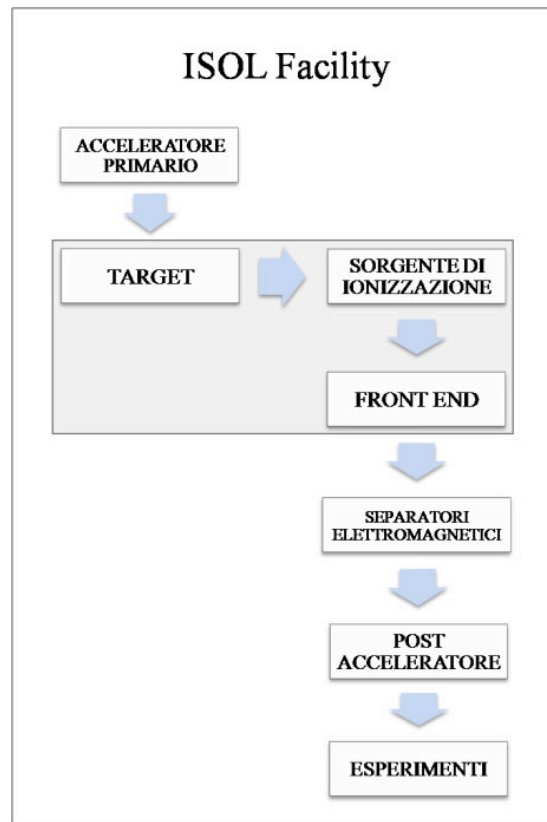 ISOL Facility
ACCELERATORE
PRIMARIO
TARGET
SORGENTE DI
IONIZZAZIONE
FRONT END
SEPARATORI
ELETTROMAGNETICI
POST
ACCELERATORE
ESPERIMENTI